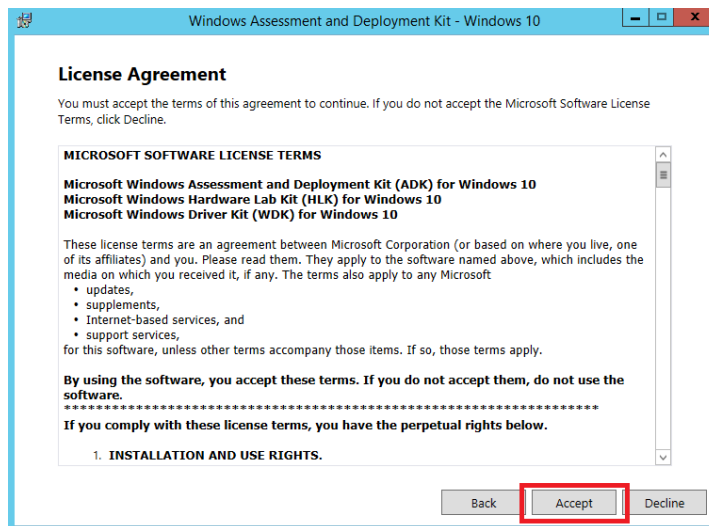 Windows Assessment and Deployment Kit - Windows 10
License Agreement
You must accept the terms of this agreement to continue. If you do not accept the Microsoft Software License
Terms, click Decline.
MICROSOFT SOFTWARE LICENSE TERMS
Microsoft Windows Assessment and Deployment Kit (ADK) for Windows 10
Microsoft Windows Hardware Lab Kit (HLK) for Windows 10
Microsoft Windows Driver Kit (WDK) for Windows 10
These license terms are an agreement between Microsoft Corporation (or based on where you live, one
of its affiliates) and you. Please read them. They apply to the software named above, which includes the
media on which you received it, if any. The terms also apply to any Microsoft
• updates,
• supplements,
• Internet-based services, and
• support services,
for this software, unless other terms accompany those items. If so, those terms apply.
By using the software, you accept these terms. If you do not accept them, do not use the
software.
*******************************************************************
If you comply with these license terms, you have the perpetual rights below.
1. INSTALLATION AND USE RIGHTS.
Back Accept Decline